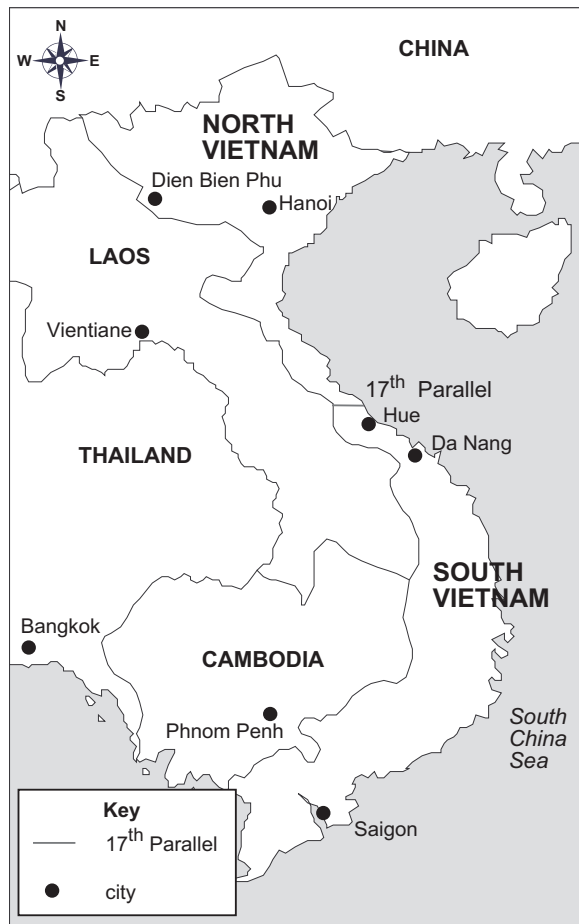 N
W E
S
CHINA
NORTH
VIETNAM
Dien Bien Phu
Hanoi
LAOS
Vientiane
17th Parallel
Hue
Da Nang
THAILAND
SOUTH
VIETNAM
Bangkok
CAMBODIA
Phnom Penh
South
China
Sea
Saigon
Key
17th Parallel
city